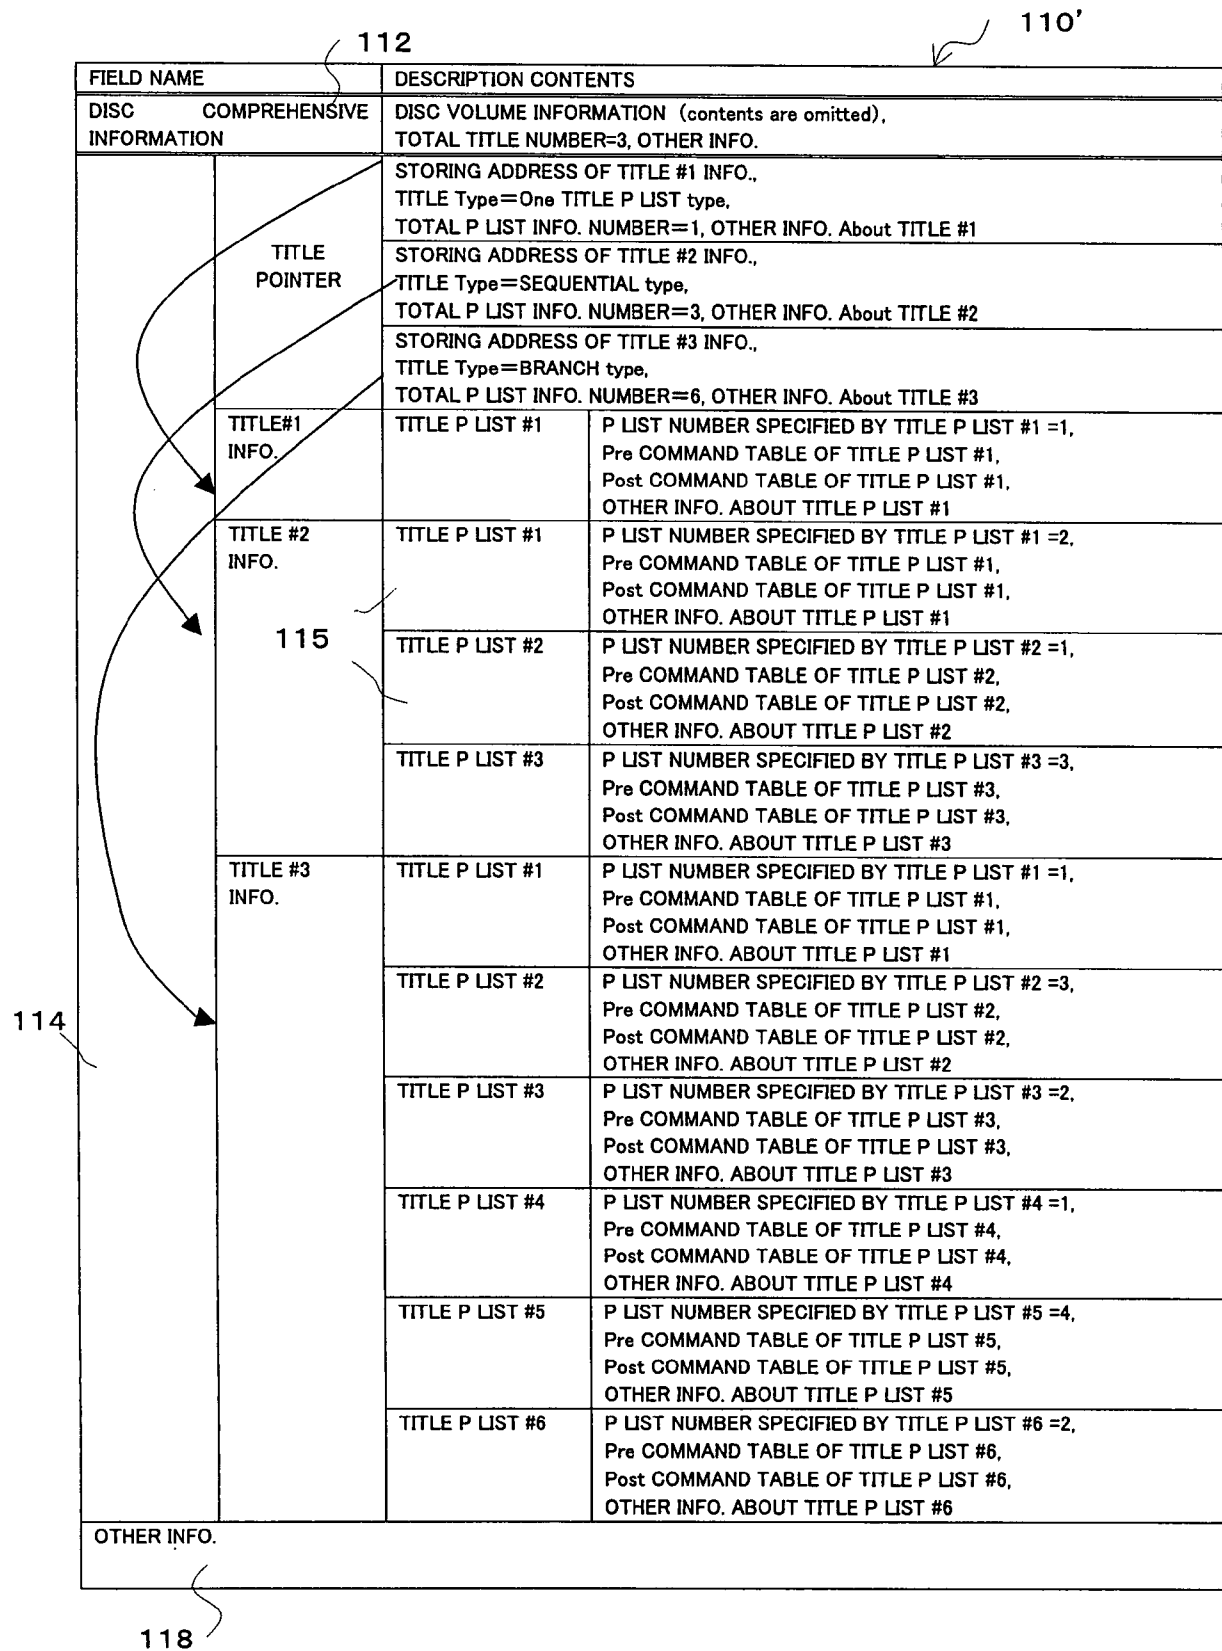 110'
112
FIELD NAME
DESCRIPTION CONTENTS
DISC COMPREHENSIVE
INFORMATION
DISC VOLUME INFORMATION (contents are omitted),
TOTAL TITLE NUMBER=3, OTHER INFO.
TITLE
POINTER
STORING ADDRESS OF TITLE #1 INFO.,
TITLE Type=One TITLE P LIST type,
TOTAL P LIST INFO. NUMBER=1, OTHER INFO. About TITLE #1
STORING ADDRESS OF TITLE #2 INFO.,
TITLE Type=SEQUENTIAL type,
TOTAL P LIST INFO. NUMBER=3, OTHER INFO. About TITLE #2
STORING ADDRESS OF TITLE #3 INFO.,
TITLE Type=BRANCH type,
TOTAL P LIST INFO. NUMBER=6, OTHER INFO. About TITLE #3
TITLE#1
INFO.
TITLE P LIST #1
P LIST NUMBER SPECIFIED BY TITLE P LIST #1 =1,
Pre COMMAND TABLE OF TITLE P LIST #1,
Post COMMAND TABLE OF TITLE P LIST #1,
OTHER INFO. ABOUT TITLE P LIST #1
TITLE #2
INFO.
TITLE P LIST #1
P LIST NUMBER SPECIFIED BY TITLE P LIST #1 =2,
Pre COMMAND TABLE OF TITLE P LIST #1,
Post COMMAND TABLE OF TITLE P LIST #1,
OTHER INFO. ABOUT TITLE P LIST #1
115
TITLE P LIST #2
P LIST NUMBER SPECIFIED BY TITLE P LIST #2 =1,
Pre COMMAND TABLE OF TITLE P LIST #2,
Post COMMAND TABLE OF TITLE P LIST #2,
OTHER INFO. ABOUT TITLE P LIST #2
TITLE P LIST #3
P LIST NUMBER SPECIFIED BY TITLE P LIST #3 =3,
Pre COMMAND TABLE OF TITLE P LIST #3,
Post COMMAND TABLE OF TITLE P LIST #3,
OTHER INFO. ABOUT TITLE P LIST #3
TITLE #3
INFO.
TITLE P LIST #1
P LIST NUMBER SPECIFIED BY TITLE P LIST #1 =1,
Pre COMMAND TABLE OF TITLE P LIST #1,
Post COMMAND TABLE OF TITLE P LIST #1,
OTHER INFO. ABOUT TITLE P LIST #1
TITLE P LIST #2
P LIST NUMBER SPECIFIED BY TITLE P LIST #2 =3,
Pre COMMAND TABLE OF TITLE P LIST #2,
Post COMMAND TABLE OF TITLE P LIST #2,
OTHER INFO. ABOUT TITLE P LIST #2
114
TITLE P LIST #3
P LIST NUMBER SPECIFIED BY TITLE P LIST #3 =2,
Pre COMMAND TABLE OF TITLE P LIST #3,
Post COMMAND TABLE OF TITLE P LIST #3,
OTHER INFO. ABOUT TITLE P LIST #3
TITLE P LIST #4
P LIST NUMBER SPECIFIED BY TITLE P LIST #4 =1,
Pre COMMAND TABLE OF TITLE P LIST #4,
Post COMMAND TABLE OF TITLE P LIST #4,
OTHER INFO. ABOUT TITLE P LIST #4
TITLE P LIST #5
P LIST NUMBER SPECIFIED BY TITLE P LIST #5 =4,
Pre COMMAND TABLE OF TITLE P LIST #5,
Post COMMAND TABLE OF TITLE P LIST #5,
OTHER INFO. ABOUT TITLE P LIST #5
TITLE P LIST #6
P LIST NUMBER SPECIFIED BY TITLE P LIST #6 =2,
Pre COMMAND TABLE OF TITLE P LIST #6,
Post COMMAND TABLE OF TITLE P LIST #6,
OTHER INFO. ABOUT TITLE P LIST #6
OTHER INFO.
118